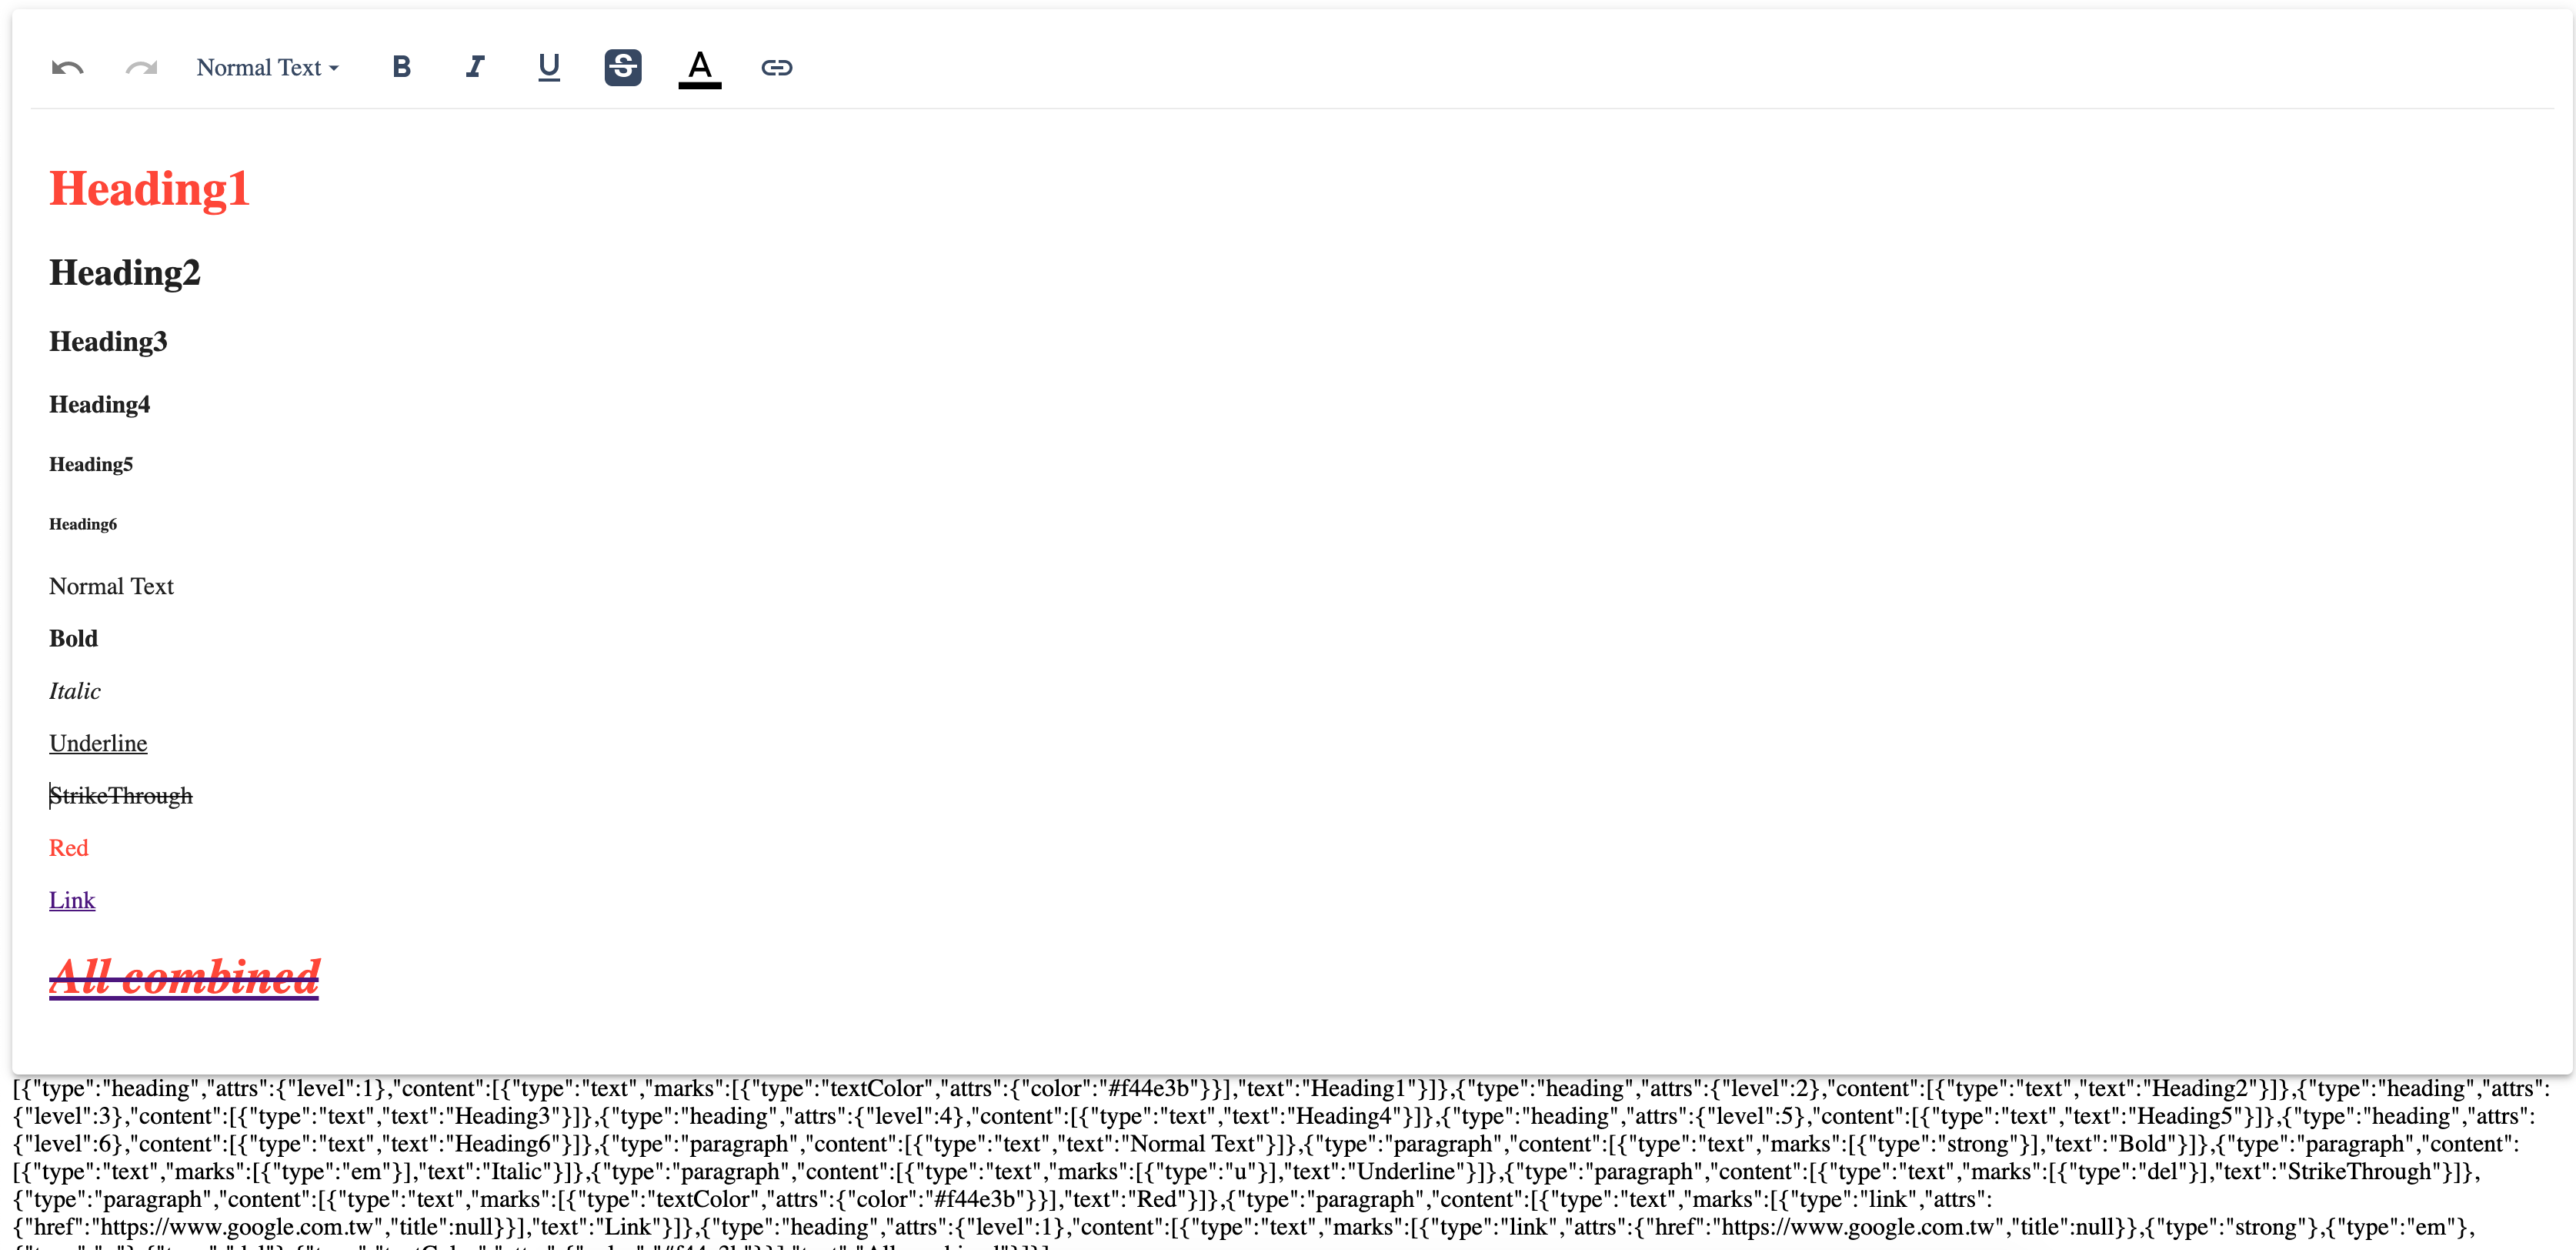 Normal Text B I U S A
Heading1
Heading2
Heading3
Heading4
Heading5
Heading6
Normal Text
Bold
Italic
Underline
StrikeThrough
Red
Link
All combined
[{"type":"heading","attrs":{"level":1},"content":[{"type":"text","marks":[{"type":"textColor","attrs":{"color":"#f44e3b"}}],"text":"Heading1"}]},{"type":"heading","attrs":{"level":2},"content":[{"type":"text","text":"Heading2"}]},{"type":"heading","attrs":
{"level":3},"content":[{"type":"text","text":"Heading3"}]},{"type":"heading","attrs":{"level":4},"content":[{"type":"text","text":"Heading4"}]},{"type":"heading","attrs":{"level":5},"content":[{"type":"text","text":"Heading5"}]},{"type":"heading","attrs":
{"level":6},"content":[{"type":"text","text":"Heading6"}]},{"type":"paragraph","content":[{"type":"text","text":"Normal Text"}]},{"type":"paragraph","content":[{"type":"text","marks":[{"type":"strong"}],"text":"Bold"}]},{"type":"paragraph","content":
[{"type":"text","marks":[{"type":"em"}],"text":"Italic"}]},{"type":"paragraph","content":[{"type":"text","marks":[{"type":"u"}],"text":"Underline"}]},{"type":"paragraph","content":[{"type":"text","marks":[{"type":"del"}],"text":"StrikeThrough"}]},
{"type":"paragraph","content":[{"type":"text","marks":[{"type":"textColor","attrs":{"color":"#f44e3b"}}],"text":"Red"}]},{"type":"paragraph","content":[{"type":"text","marks":[{"type":"link","attrs":
{"href":"https://www.google.com.tw","title":null}}],"text":"Link"}]},{"type":"heading","attrs":{"level":1},"content":[{"type":"text","marks":[{"type":"link","attrs":{"href":"https://www.google.com.tw","title":null}},{"type":"strong"},{"type":"em"},